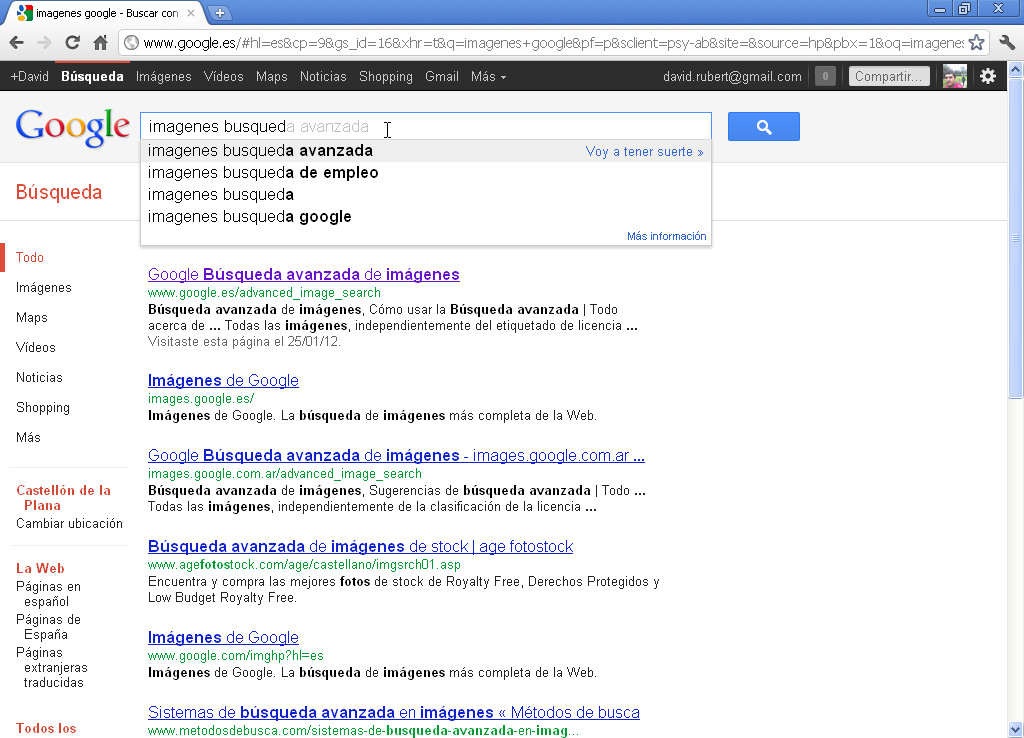 imagenes google - Buscar con
www.google.es/#hl=es&cp=9&gs_id=16&xhr=t&q=imagenes+google&pf=p&sclient=psy-ab&site=&source=hp&pbx=1&oq=imagenes
+David Búsqueda Imágenes Vídeos Maps Noticias Shopping Gmail Más david.rubert@gmail.com 0 Compartir...
Google
imagenes busqueda avanzada
imagenes busqueda avanzada Voy a tener suerte »
imagenes busqueda de empleo
imagenes busqueda
imagenes busqueda google
Más información
Búsqueda
Todo
Imágenes
Maps
Vídeos
Noticias
Shopping
Más
Castellón de la
Plana
Cambiar ubicación
La Web
Páginas en
español
Páginas de
España
Páginas
extranjeras
traducidas
Todos los
Google Búsqueda avanzada de imágenes
www.google.es/advanced_image_search
Búsqueda avanzada de imágenes, Cómo usar la Búsqueda avanzada | Todo
acerca de ... Todas las imágenes, independientemente del etiquetado de licencia ...
Visitaste esta página el 25/01/12.
Imágenes de Google
images.google.es/
Imágenes de Google. La búsqueda de imágenes más completa de la Web.
Google Búsqueda avanzada de imágenes - images.google.com.ar ...
images.google.com.ar/advanced_image_search
Búsqueda avanzada de imágenes, Sugerencias de búsqueda avanzada | Todo ...
Todas las imágenes, independientemente de la clasificación de la licencia ...
Búsqueda avanzada de imágenes de stock | age fotostock
www.agefotostock.com/age/castellano/imgsrch01.asp
Encuentra y compra las mejores fotos de stock de Royalty Free, Derechos Protegidos y
Low Budget Royalty Free.
Imágenes de Google
www.google.com/imghp?hl=es
Imágenes de Google. La búsqueda de imágenes más completa de la Web.
Sistemas de búsqueda avanzada en imágenes « Métodos de busca
www.metodosdebusca.com/sistemas-de-busqueda-avanzada-en-imag...